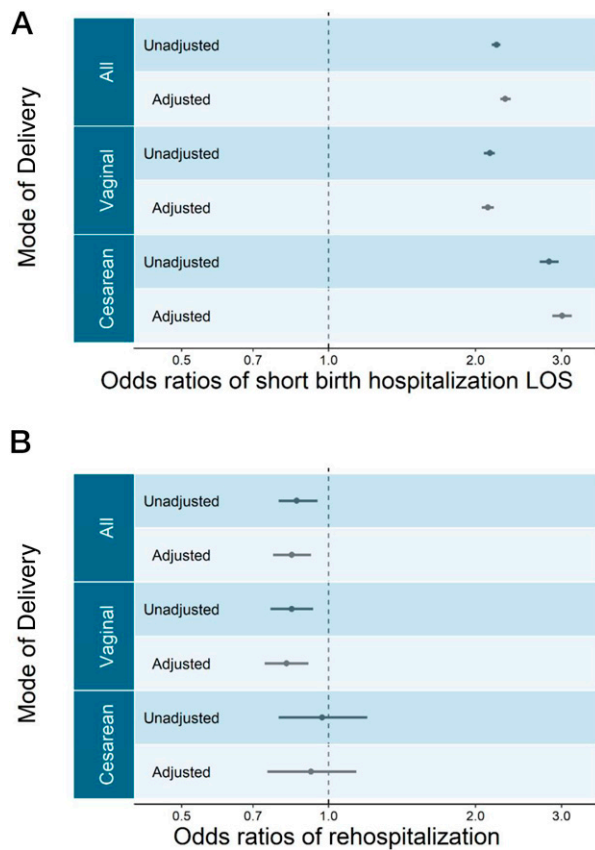 A
Mode of Delivery
All
Unadjusted
Adjusted
Vaginal
Unadjusted
Adjusted
Cesarean
Unadjusted
Adjusted
0.5 0.7 1.0 2.0 3.0
Odds ratios of short birth hospitalization LOS
B
Mode of Delivery
All
Unadjusted
Adjusted
Vaginal
Unadjusted
Adjusted
Cesarean
Unadjusted
Adjusted
0.5 0.7 1.0 2.0 3.0
Odds ratios of rehospitalization